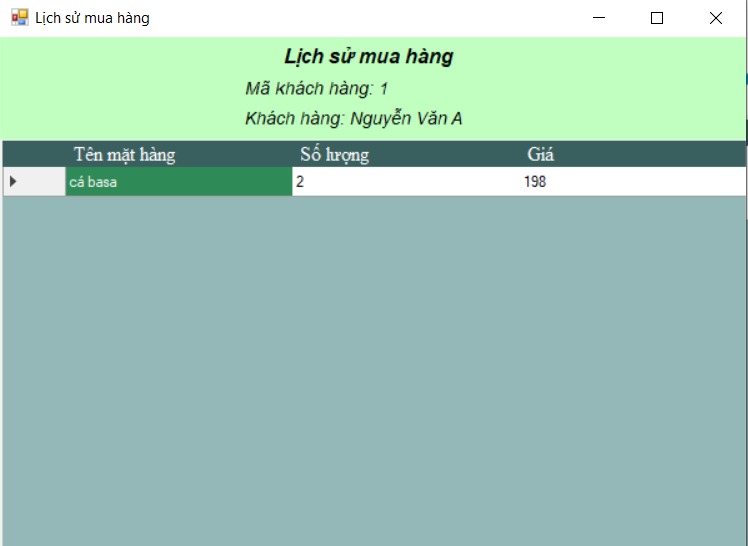 Lịch sử mua hàng
Lịch sử mua hàng
Mã khách hàng: 1
Khách hàng: Nguyễn Văn A
Tên mặt hàng Số lượng Giá
cá basa 2 198